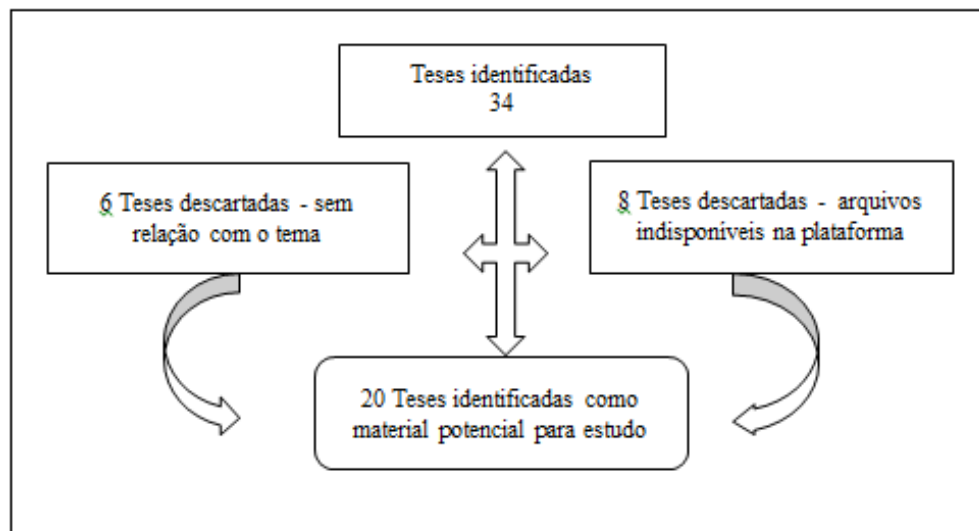 Teses identificadas
34
6 Teses descartadas - sem
relação com o tema
8 Teses descartadas - arquivos
indisponíveis na plataforma
20 Teses identificadas como
material potencial para estudo